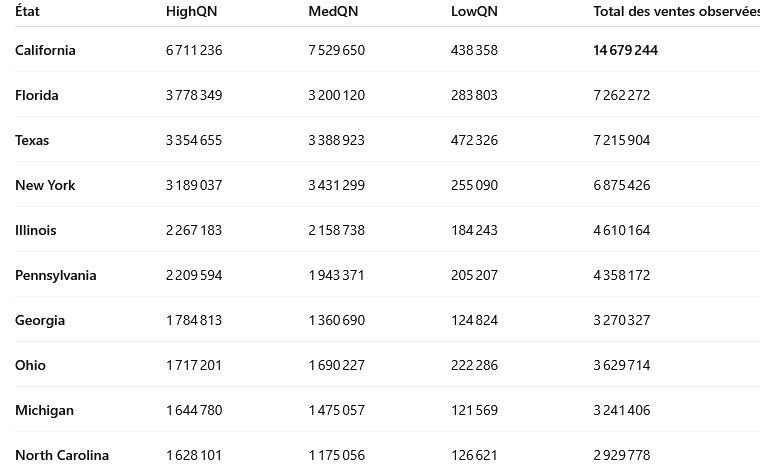 État HighQN MedQN LowQN Total des ventes observées
California 6 711 236 7 529 650 438 358 14 679 244
Florida 3 778 349 3 200 120 283 803 7 262 272
Texas 3 354 655 3 388 923 472 326 7 215 904
New York 3 189 037 3 431 299 255 090 6 875 426
Illinois 2 267 183 2 158 738 184 243 4 610 164
Pennsylvania 2 209 594 1 943 371 205 207 4 358 172
Georgia 1 784 813 1 360 690 124 824 3 270 327
Ohio 1 717 201 1 690 227 222 286 3 629 714
Michigan 1 644 780 1 475 057 121 569 3 241 406
North Carolina 1 628 101 1 175 056 126 621 2 929 778